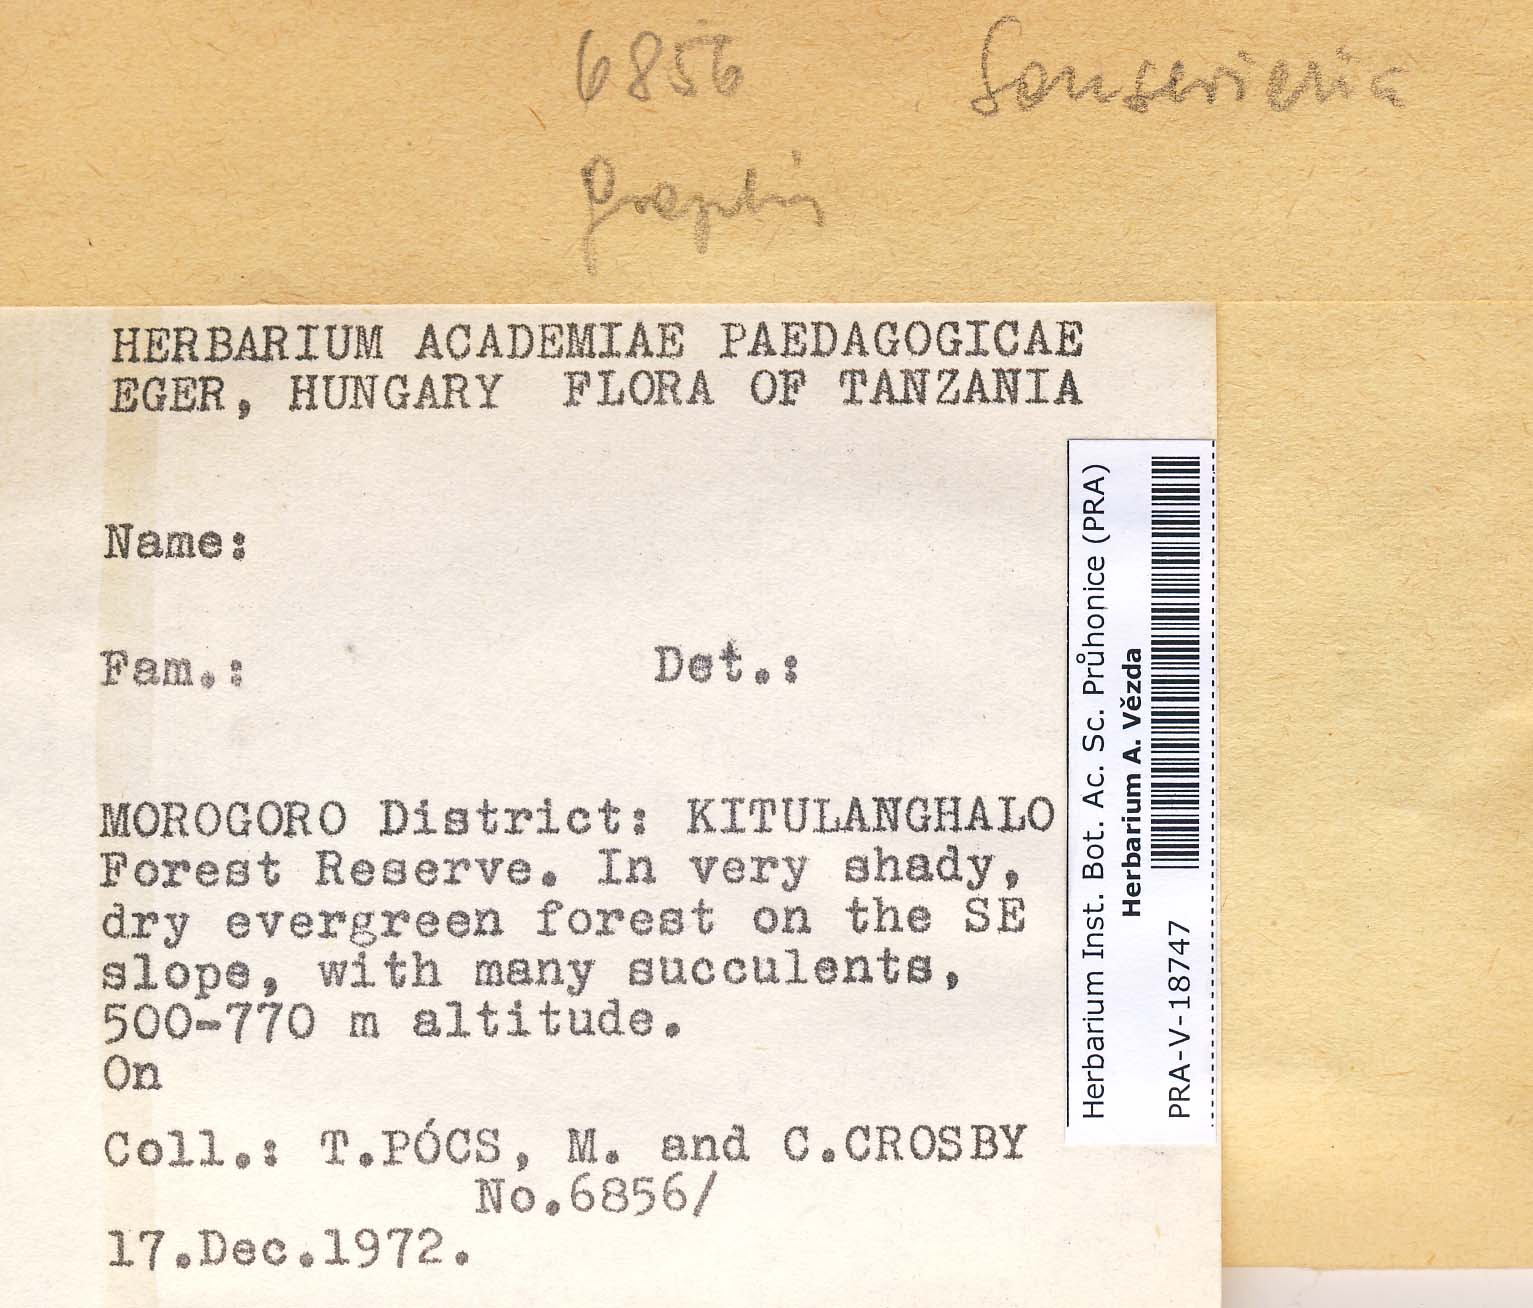 6856 Sansevieria
Graphis
HERBARIUM ACADEMIAE PAEDAGOGICAE
EGER, HUNGARY FLORA OF TANZANIA
Name:
Fam.: Det.:
MOROGORO District: KITULANGHALO
Forest Reserve. In very shady,
dry evergreen forest on the SE
slope, with many succulents,
500-770 m altitude.
On
Coll.: T.PÓCS, M. and C.CROSBY
No.6856/
17.Dec.1972.
Herbarium Inst. Bot. Ac. Sc. Průhonice (PRA)
Herbarium A. Vězda
PRA-V-18747